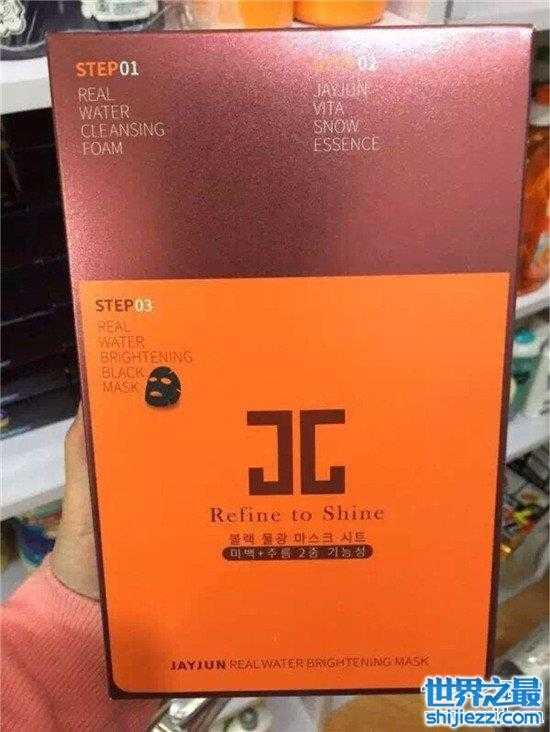 STEP01
REAL
WATER
CLEANSING
FOAM
STEP02
JAYJUN
VITA
SNOW
ESSENCE
STEP03
REAL
WATER
BRIGHTENING
BLACK
MASK
Refine to Shine
블랙 물광 마스크 시트
미백+주름 2중 기능성
JAYJUN REAL WATER BRIGHTENING MASK
世界之最
shijiezz.com